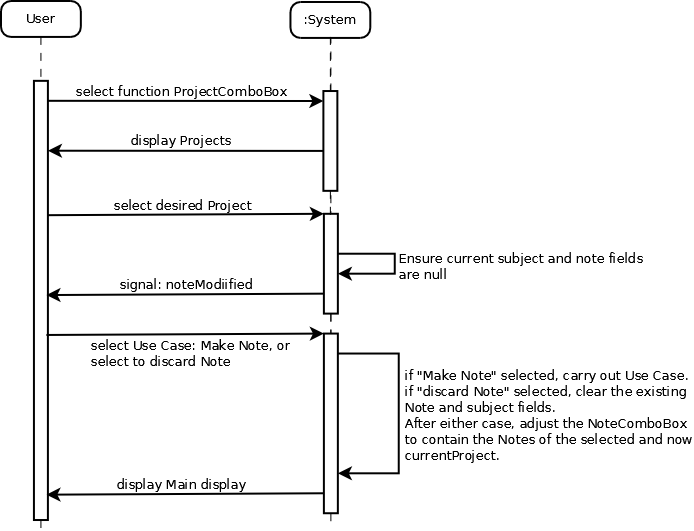 User
:System
select function ProjectComboBox
display Projects
select desired Project
Ensure current subject and note fields
are null
signal: noteModiified
select Use Case: Make Note, or
select to discard Note
if "Make Note" selected, carry out Use Case.
if "discard Note" selected, clear the existing
Note and subject fields.
After either case, adjust the NoteComboBox
to contain the Notes of the selected and now
currentProject.
display Main display